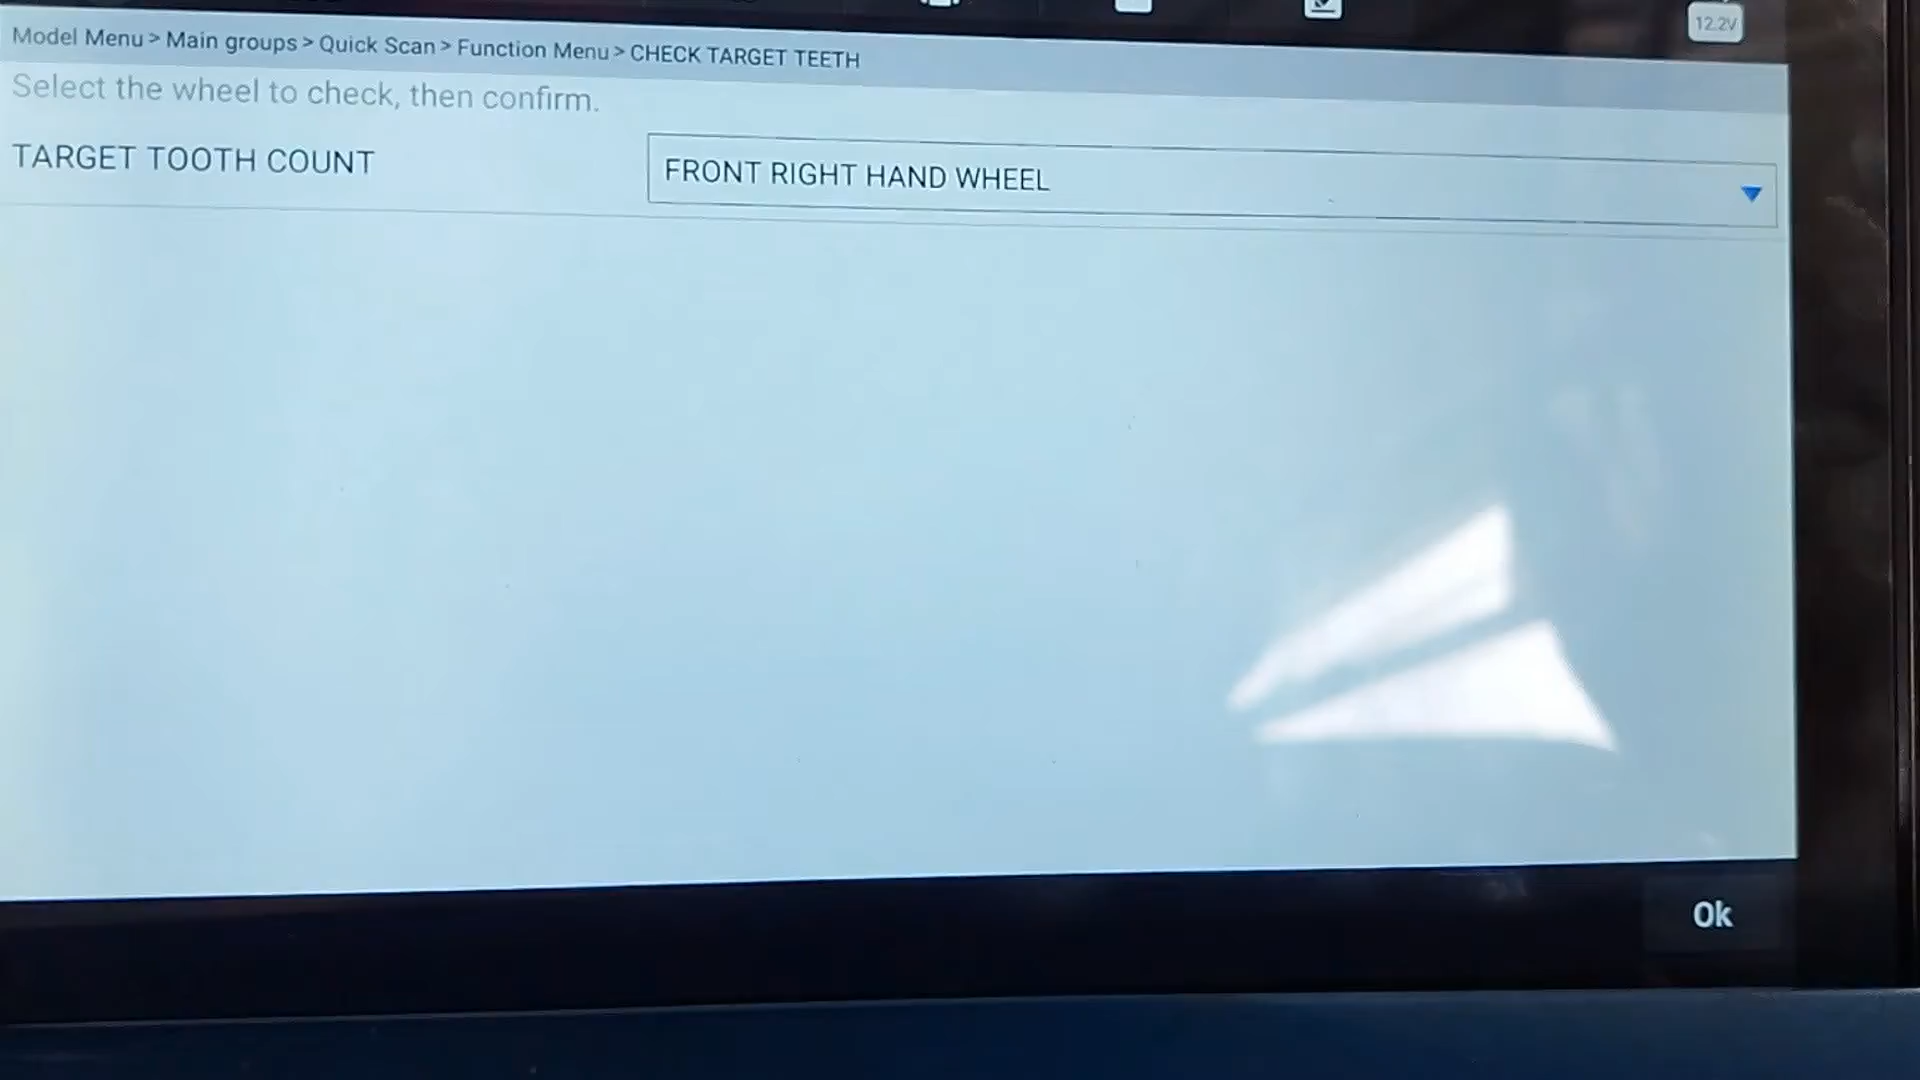 12.2V
Model Menu > Main groups > Quick Scan > Function Menu > CHECK TARGET TEETH
Select the wheel to check, then confirm.
TARGET TOOTH COUNT
FRONT RIGHT HAND WHEEL
Ok